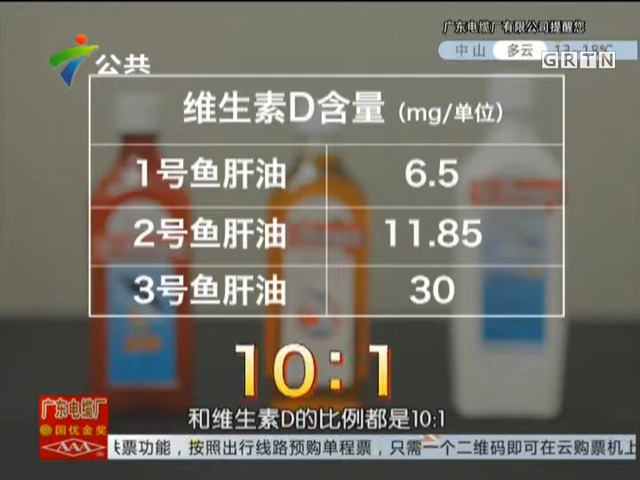 广东电缆厂有限公司提醒您
公共
中山 多云 13-18℃
GRTN
维生素D含量 (mg/单位)
1号鱼肝油 6.5
2号鱼肝油 11.85
3号鱼肝油 30
10:1
和维生素D的比例都是10:1
广东电缆厂
国优金奖
AAA
扶票功能，按照出行线路预购单程票，只需一个二维码即可在云购票机上